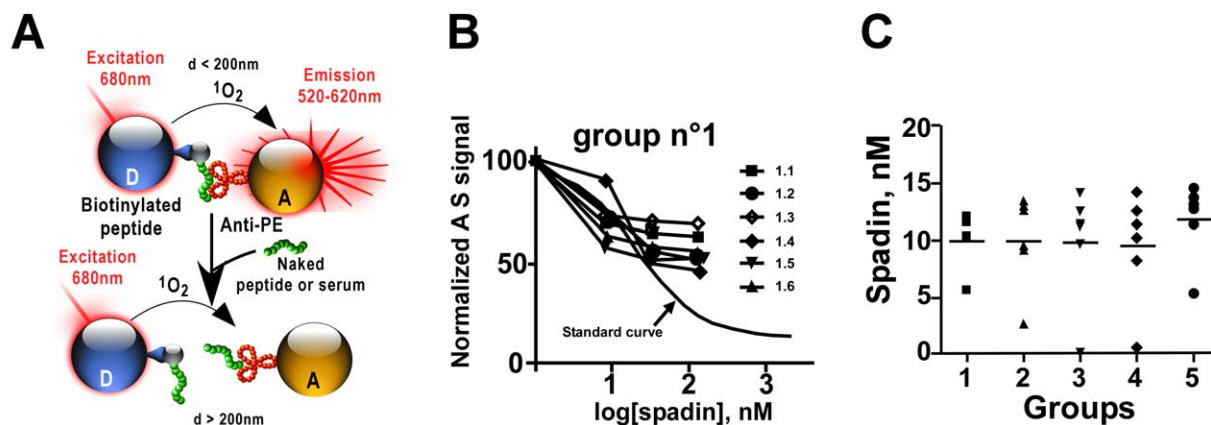 A
Excitation
680nm
d < 200nm
¹O₂
Emission
520-620nm
D
A
Biotinylated
peptide
Anti-PE
Naked
peptide or serum
Excitation
680nm
¹O₂
D
A
d > 200nm
B
group n°1
Normalized A S signal
100
50
0
1.1
1.2
1.3
1.4
1.5
1.6
Standard curve
1
2
3
log[spadin], nM
C
Spadin, nM
20
15
10
5
0
1 2 3 4 5
Groups